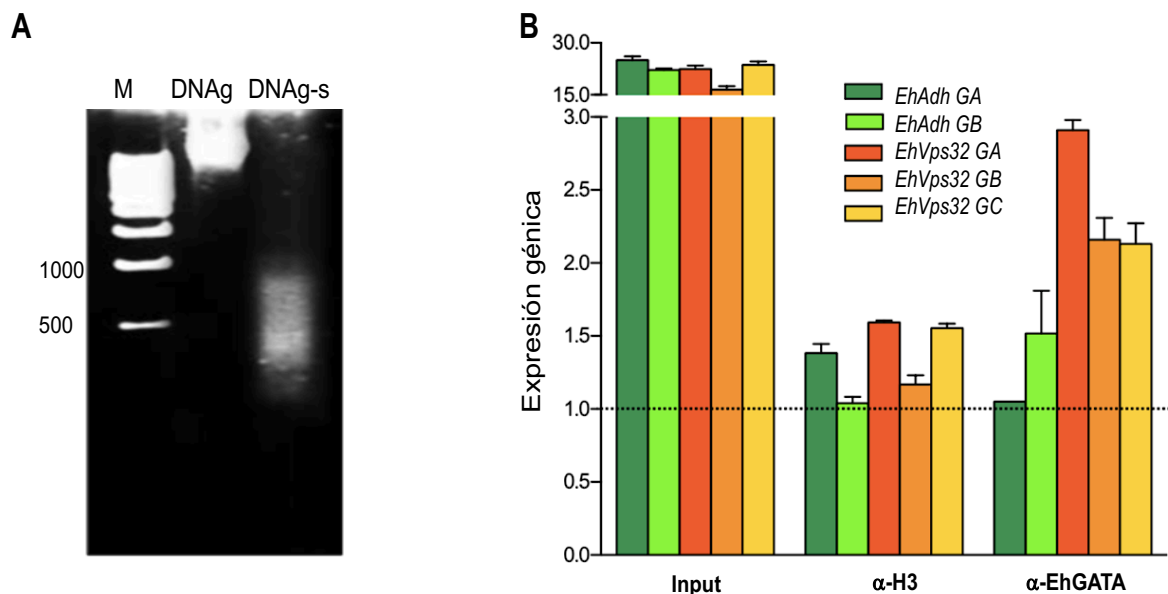 A
M DNAg DNAg-s
1000
500
B
Expresión génica
30.0
15.0
3.0
2.5
2.0
1.5
1.0
0.5
0.0
EhAdh GA
EhAdh GB
EhVps32 GA
EhVps32 GB
EhVps32 GC
Input α-H3 α-EhGATA